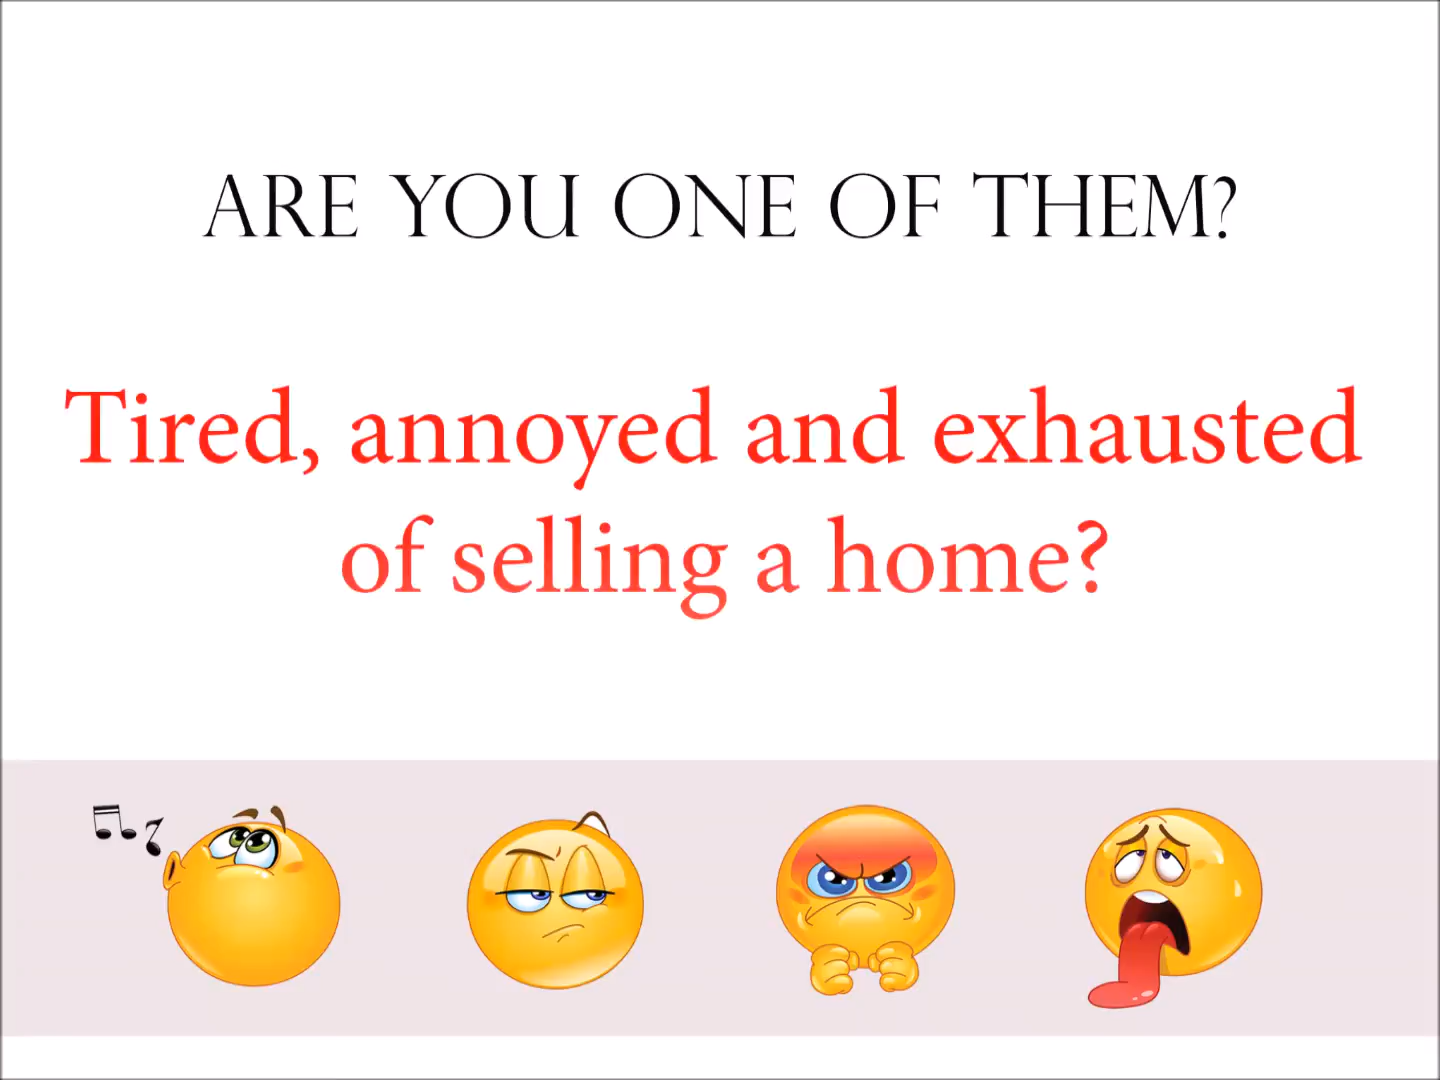 ARE YOU ONE OF THEM?
Tired, annoyed and exhausted
of selling a home?